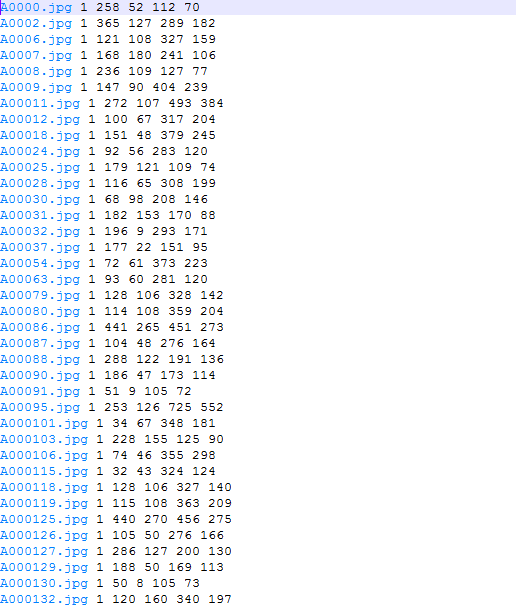 A0000.jpg 1 258 52 112 70
A0002.jpg 1 365 127 289 182
A0006.jpg 1 121 108 327 159
A0007.jpg 1 168 180 241 106
A0008.jpg 1 236 109 127 77
A0009.jpg 1 147 90 404 239
A00011.jpg 1 272 107 493 384
A00012.jpg 1 100 67 317 204
A00018.jpg 1 151 48 379 245
A00024.jpg 1 92 56 283 120
A00025.jpg 1 179 121 109 74
A00028.jpg 1 116 65 308 199
A00030.jpg 1 68 98 208 146
A00031.jpg 1 182 153 170 88
A00032.jpg 1 196 9 293 171
A00037.jpg 1 177 22 151 95
A00054.jpg 1 72 61 373 223
A00063.jpg 1 93 60 281 120
A00079.jpg 1 128 106 328 142
A00080.jpg 1 114 108 359 204
A00086.jpg 1 441 265 451 273
A00087.jpg 1 104 48 276 164
A00088.jpg 1 288 122 191 136
A00090.jpg 1 186 47 173 114
A00091.jpg 1 51 9 105 72
A00095.jpg 1 253 126 725 552
A000101.jpg 1 34 67 348 181
A000103.jpg 1 228 155 125 90
A000106.jpg 1 74 46 355 298
A000115.jpg 1 32 43 324 124
A000118.jpg 1 128 106 327 140
A000119.jpg 1 115 108 363 209
A000125.jpg 1 440 270 456 275
A000126.jpg 1 105 50 276 166
A000127.jpg 1 286 127 200 130
A000129.jpg 1 188 50 169 113
A000130.jpg 1 50 8 105 73
A000132.jpg 1 120 160 340 197